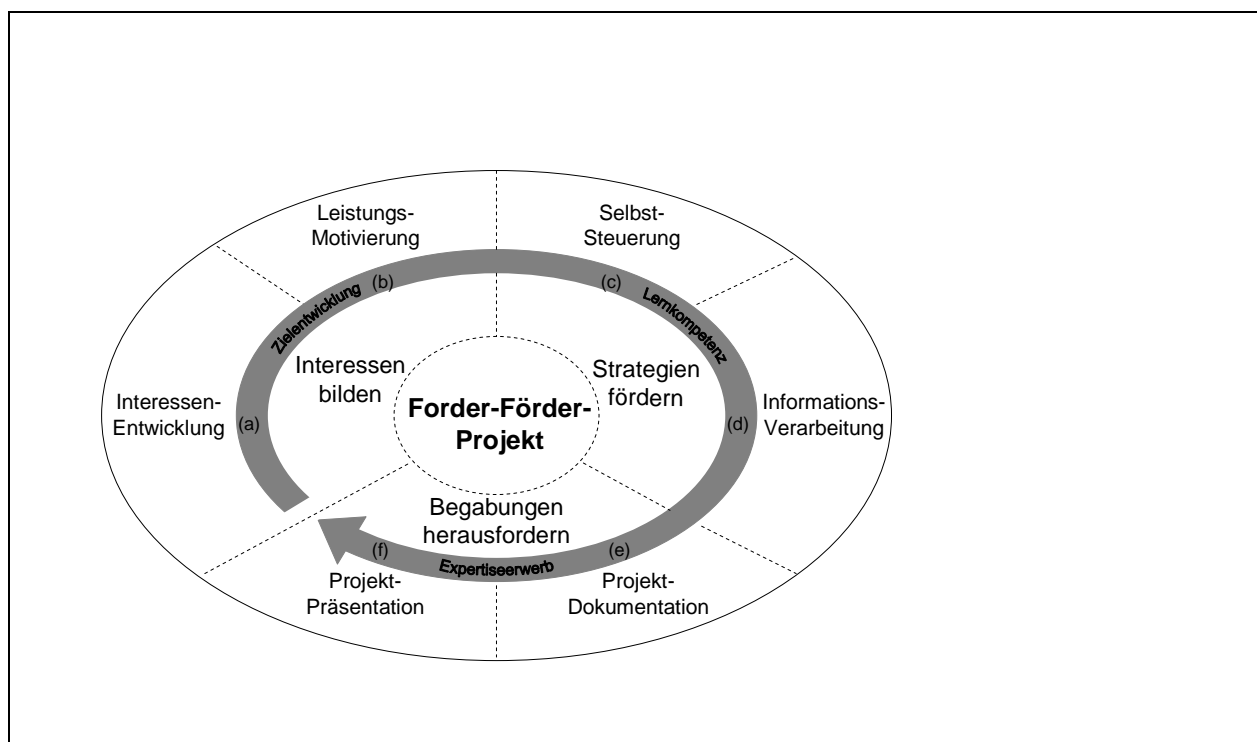 Leistungs-
Motivierung
Selbst-
Steuerung
(b)
(c)
Zielentwicklung
Lernkompetenz
Interessen
bilden
Strategien
fördern
Forder-Förder-
Projekt
Interessen-
Entwicklung
(a)
(d)
Informations-
Verarbeitung
Begabungen
herausfordern
(f)
(e)
Expertiseerwerb
Projekt-
Präsentation
Projekt-
Dokumentation